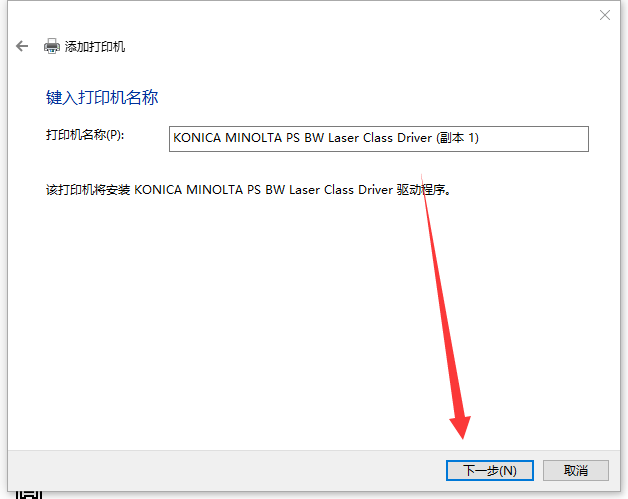 添加打印机
键入打印机名称
打印机名称(P): KONICA MINOLTA PS BW Laser Class Driver (副本 1)
该打印机将安装 KONICA MINOLTA PS BW Laser Class Driver 驱动程序。
下一步(N) 取消